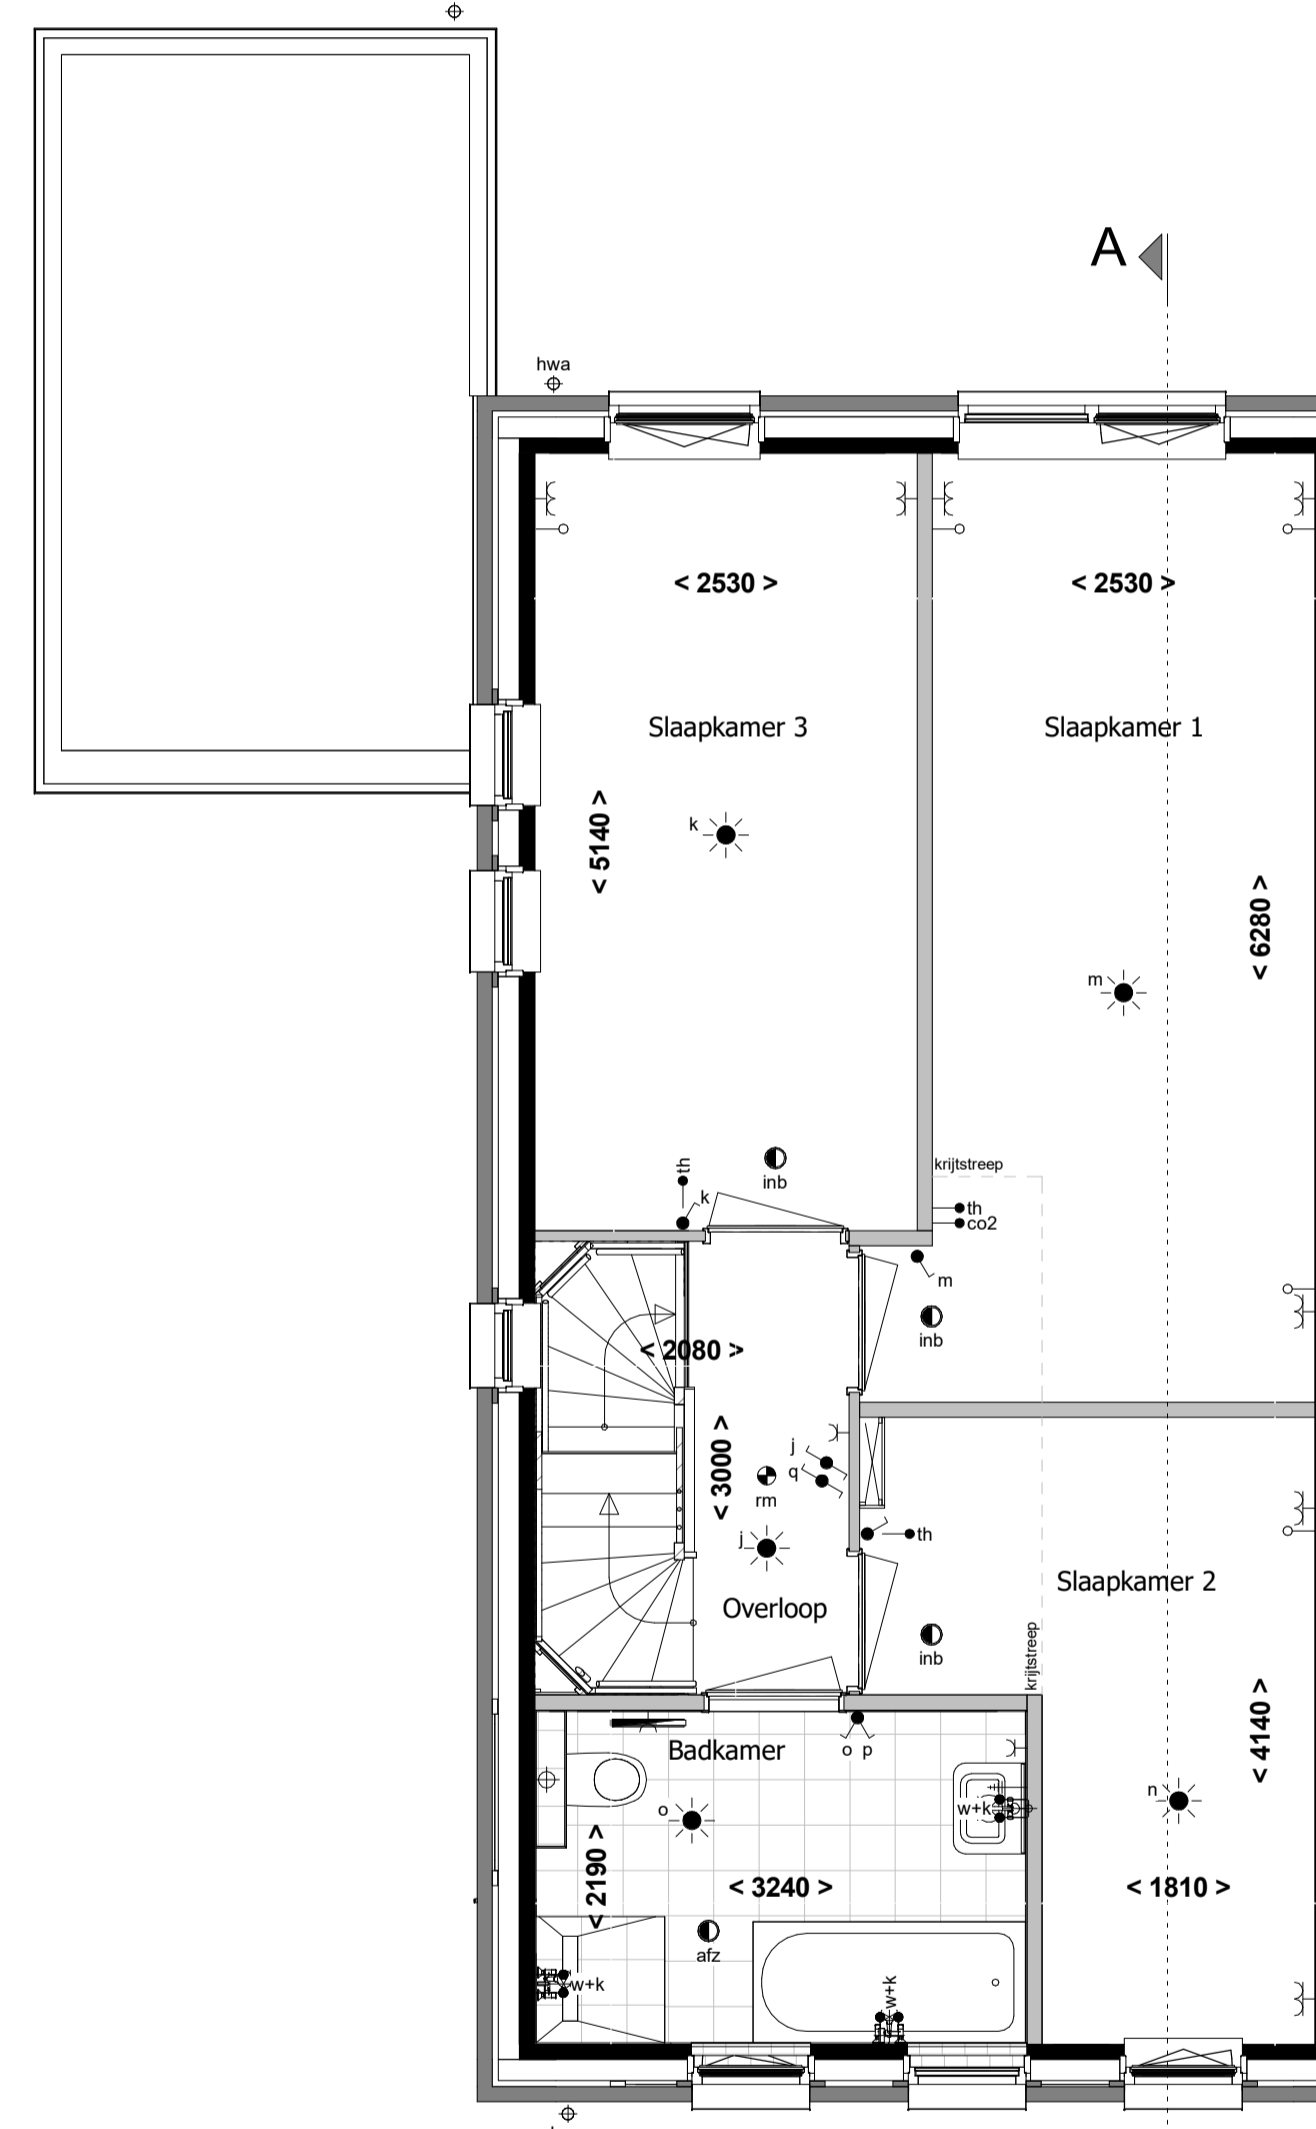 A
hwa
< 2530 >
< 2530 >
Slaapkamer 3
Slaapkamer 1
< 5140 >
k
< 6280 >
m
th
k
inb
krijtstreep
th
co2
m
inb
< 2080 >
< 3000 >
j
q
rm
j
th
Slaapkamer 2
Overloop
inb
krijtstreep
Badkamer
o p
< 4140 >
n
o
w+k
< 2190 >
< 3240 >
< 1810 >
afz
w+k
w+k